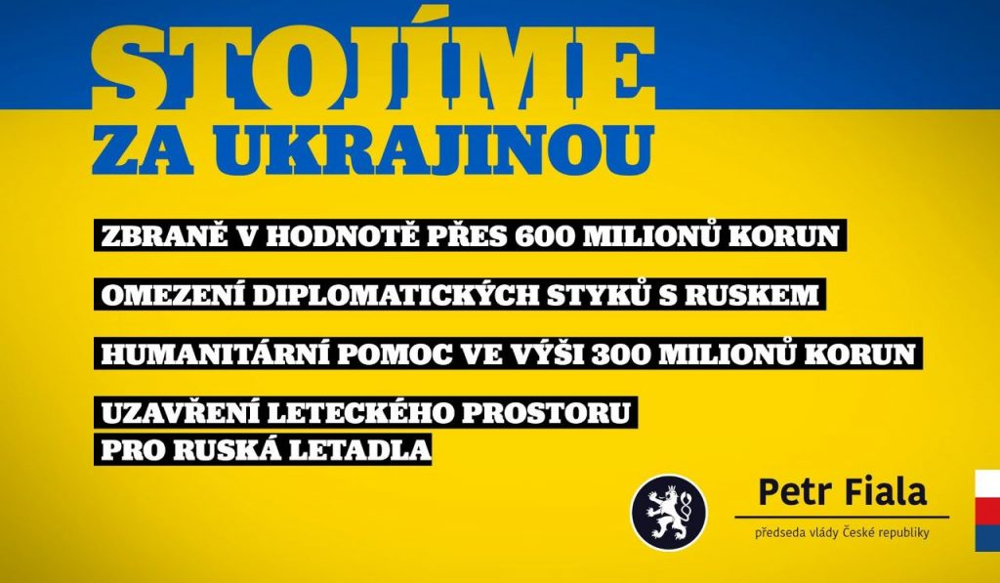 STOJÍME
ZA UKRAJINOU
ZBRANĚ V HODNOTĚ PŘES 600 MILIONŮ KORUN
OMEZENÍ DIPLOMATICKÝCH STYKŮ S RUSKEM
HUMANITÁRNÍ POMOC VE VÝŠI 300 MILIONŮ KORUN
UZAVŘENÍ LETECKÉHO PROSTORU
PRO RUSKÁ LETADLA
Petr Fiala
předseda vlády České republiky